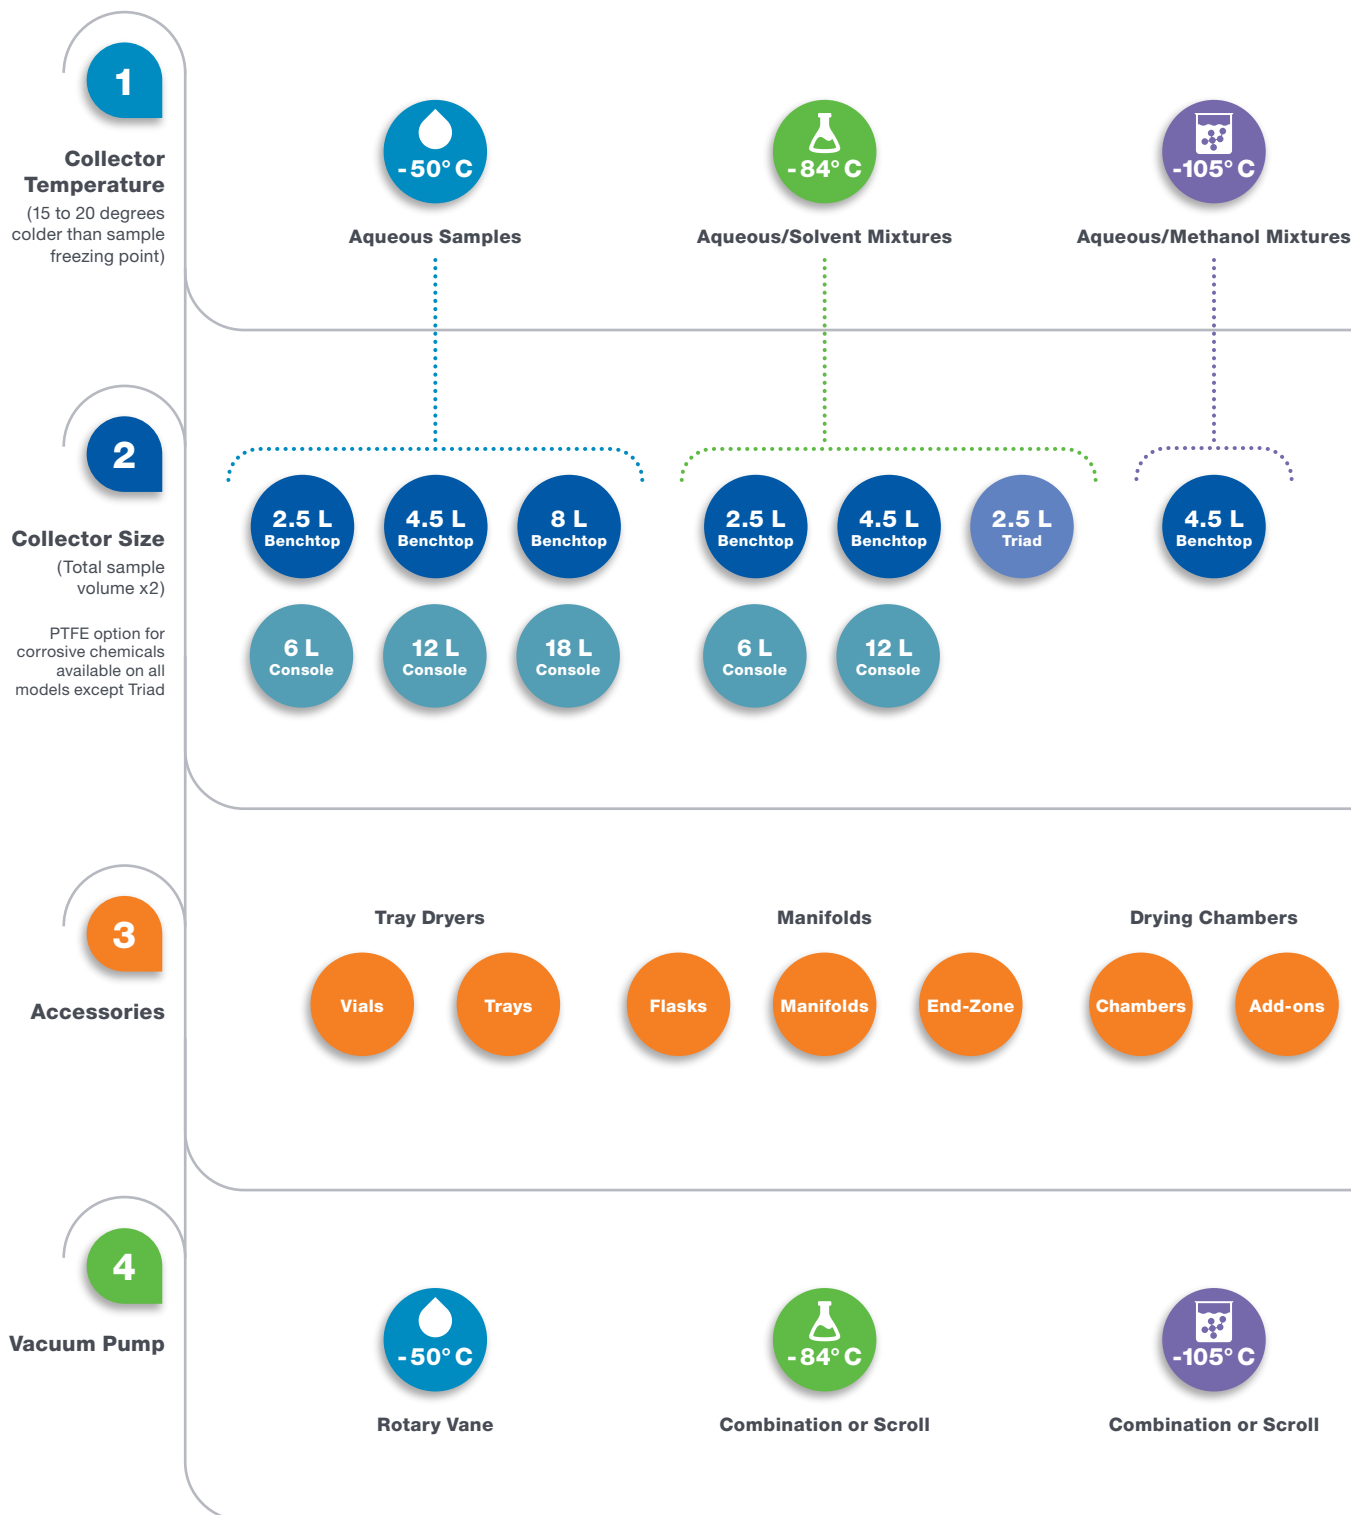 1
Collector
Temperature
(15 to 20 degrees
colder than sample
freezing point)
-50° C
-84° C
-105° C
Aqueous Samples
Aqueous/Solvent Mixtures
Aqueous/Methanol Mixtures
2
Collector Size
(Total sample
volume x2)
PTFE option for
corrosive chemicals
available on all
models except Triad
2.5 L
Benchtop
4.5 L
Benchtop
8 L
Benchtop
2.5 L
Benchtop
4.5 L
Benchtop
2.5 L
Triad
4.5 L
Benchtop
6 L
Console
12 L
Console
18 L
Console
6 L
Console
12 L
Console
3
Accessories
Tray Dryers
Manifolds
Drying Chambers
Vials
Trays
Flasks
Manifolds
End-Zone
Chambers
Add-ons
4
Vacuum Pump
-50° C
-84° C
-105° C
Rotary Vane
Combination or Scroll
Combination or Scroll